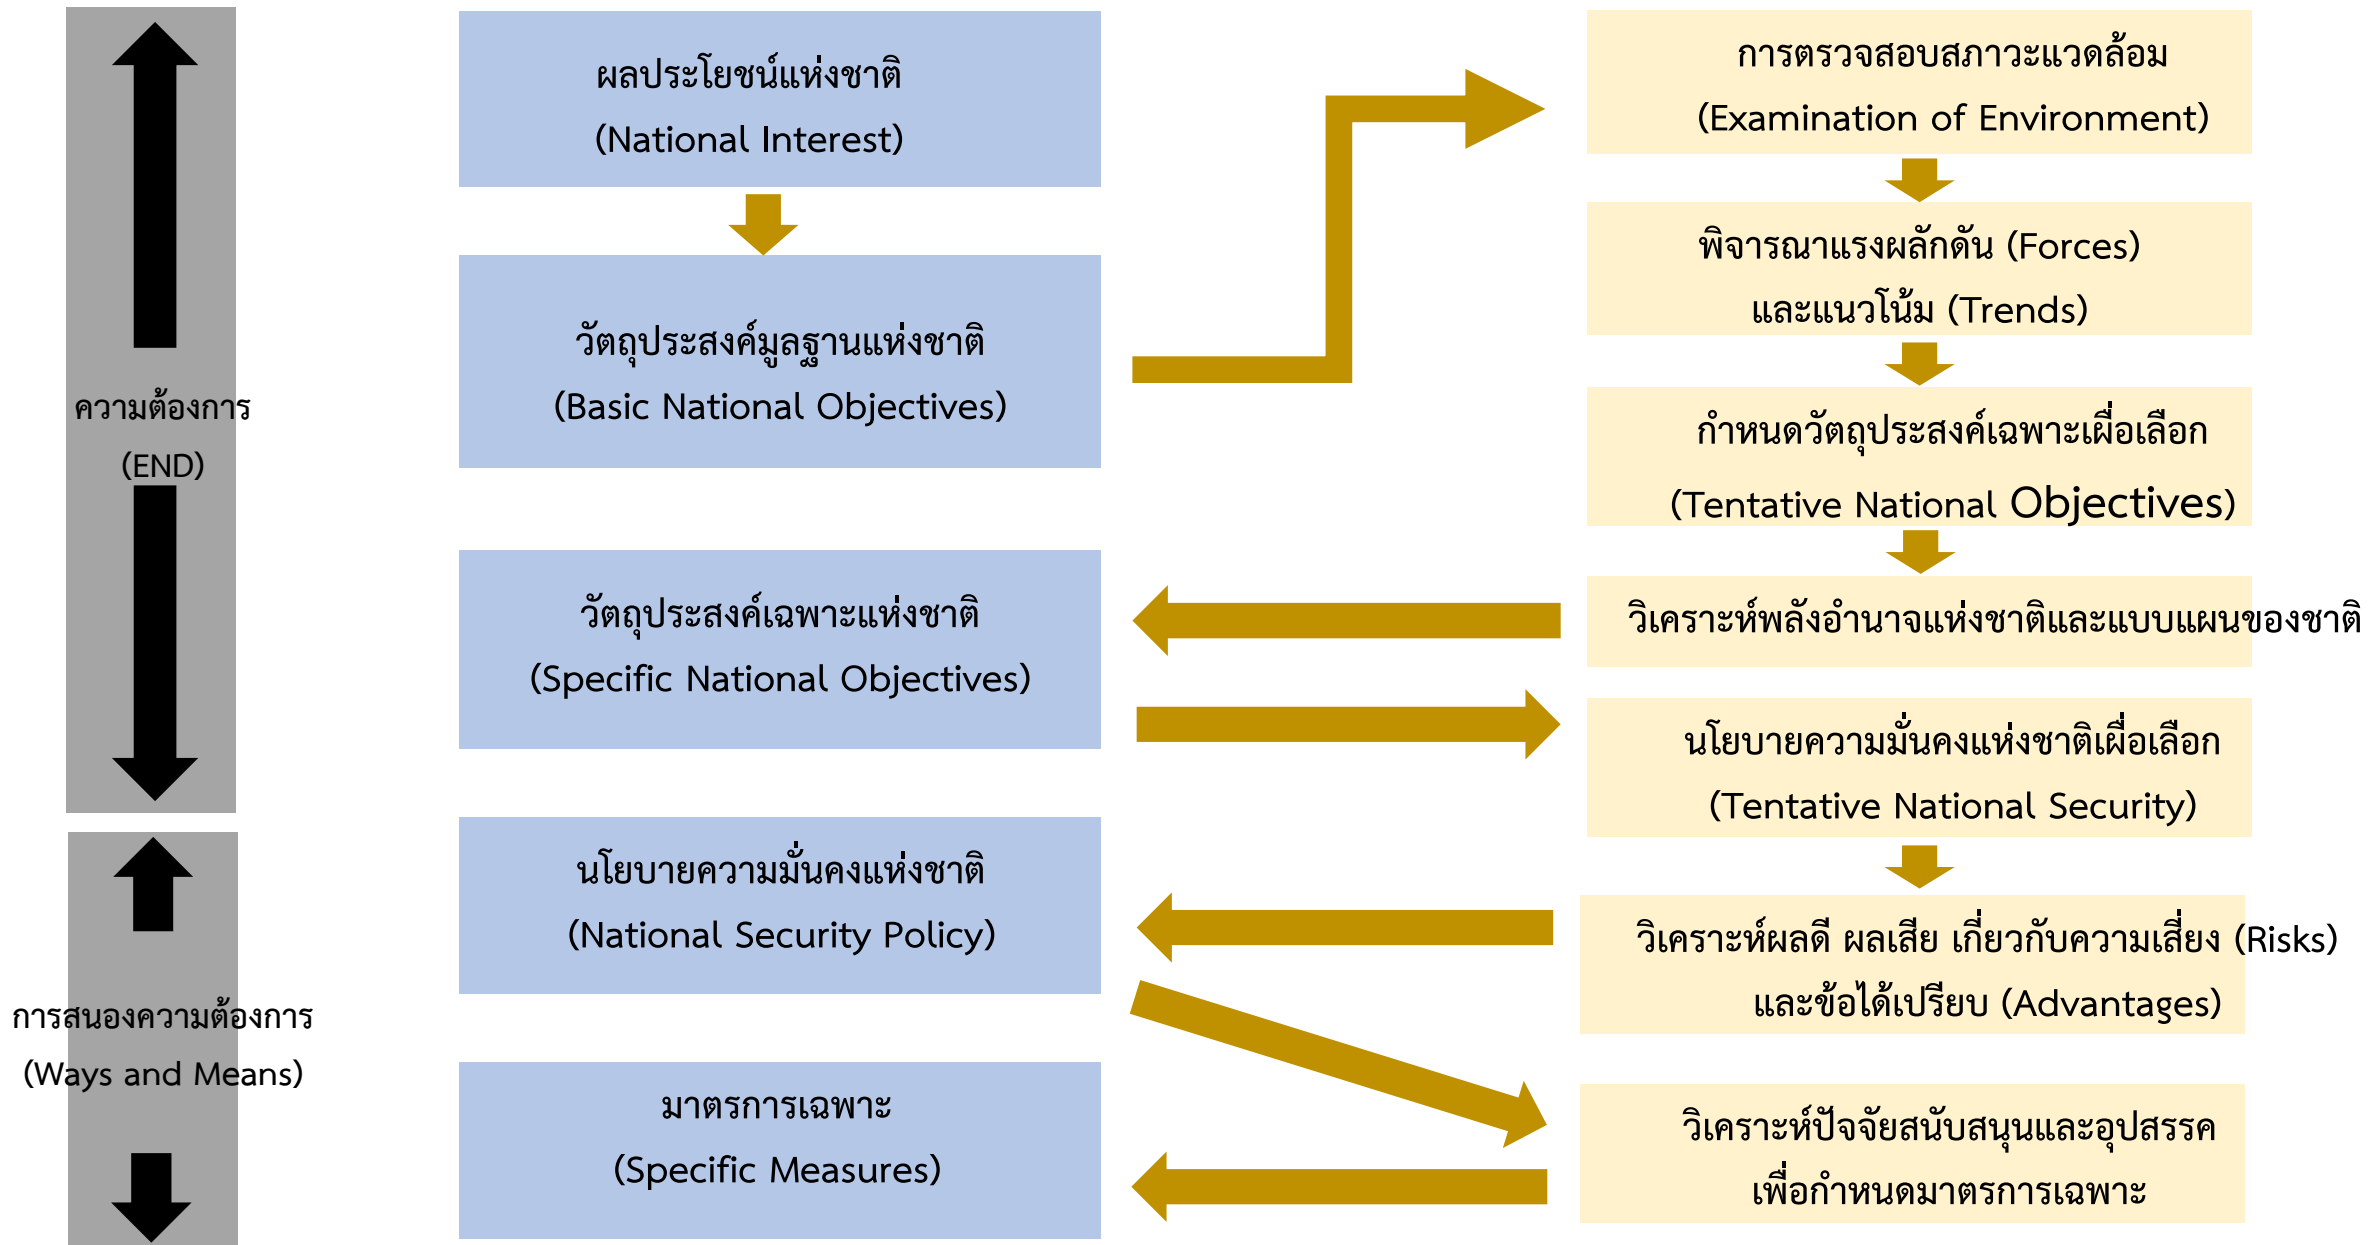 ความต้องการ
(END)
การสนองความต้องการ
(Ways and Means)
ผลประโยชน์แห่งชาติ
(National Interest)
วัตถุประสงค์มูลฐานแห่งชาติ
(Basic National Objectives)
วัตถุประสงค์เฉพาะแห่งชาติ
(Specific National Objectives)
นโยบายความมั่นคงแห่งชาติ
(National Security Policy)
มาตรการเฉพาะ
(Specific Measures)
การตรวจสอบสภาวะแวดล้อม
(Examination of Environment)
พิจารณาแรงผลักดัน (Forces)
และแนวโน้ม (Trends)
กำหนดวัตถุประสงค์เฉพาะเผื่อเลือก
(Tentative National Objectives)
วิเคราะห์พลังอำนาจแห่งชาติและแบบแผนของชาติ
นโยบายความมั่นคงแห่งชาติเผื่อเลือก
(Tentative National Security)
วิเคราะห์ผลดี ผลเสีย เกี่ยวกับความเสี่ยง (Risks)
และข้อได้เปรียบ (Advantages)
วิเคราะห์ปัจจัยสนับสนุนและอุปสรรค
เพื่อกำหนดมาตรการเฉพาะ